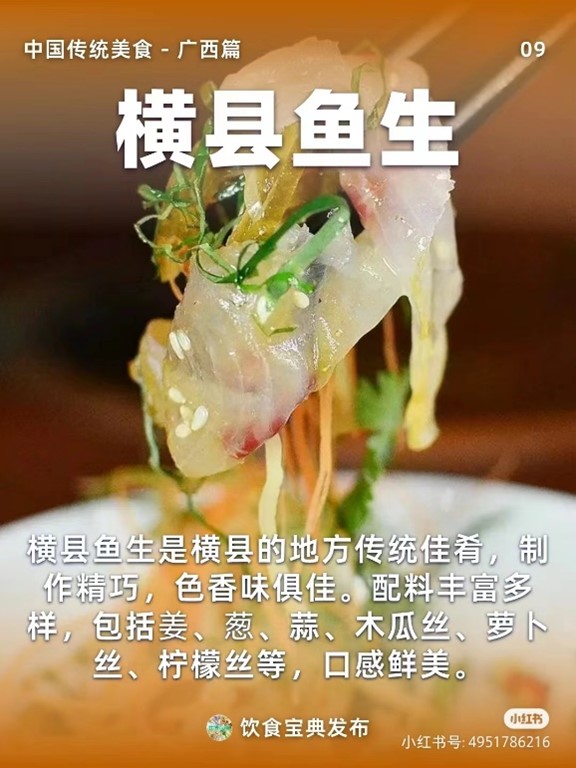 中国传统美食 - 广西篇
09
横县鱼生
横县鱼生是横县的地方传统佳肴，制
作精巧，色香味俱佳。配料丰富多
样，包括姜、葱、蒜、木瓜丝、萝卜
丝、柠檬丝等，口感鲜美。
饮食宝典发布
小红书
小红书号: 4951786216